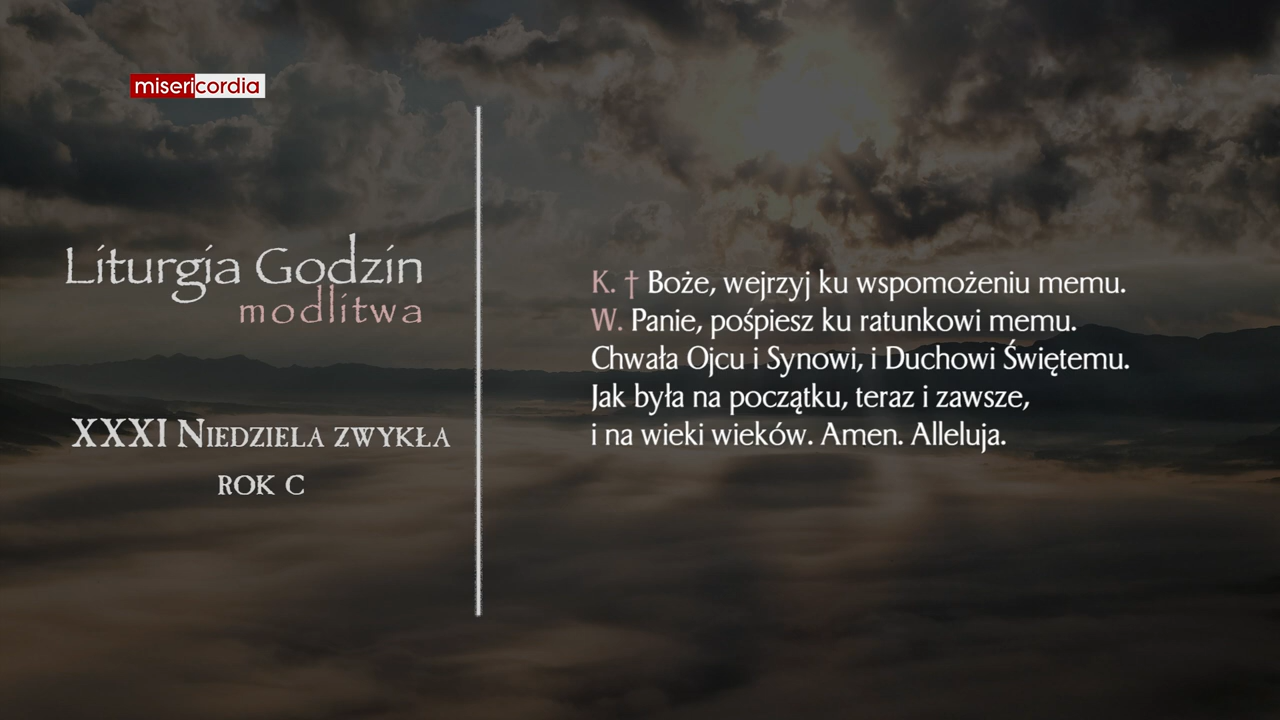 misericordia
Liturgia Godzin
modlitwa
XXXI Niedziela zwykła
rok C
K. † Boże, wejrzyj ku wspomożeniu memu.
W. Panie, pośpiesz ku ratunkowi memu.
Chwała Ojcu i Synowi, i Duchowi Świętemu.
Jak była na początku, teraz i zawsze,
i na wieki wieków. Amen. Alleluja.